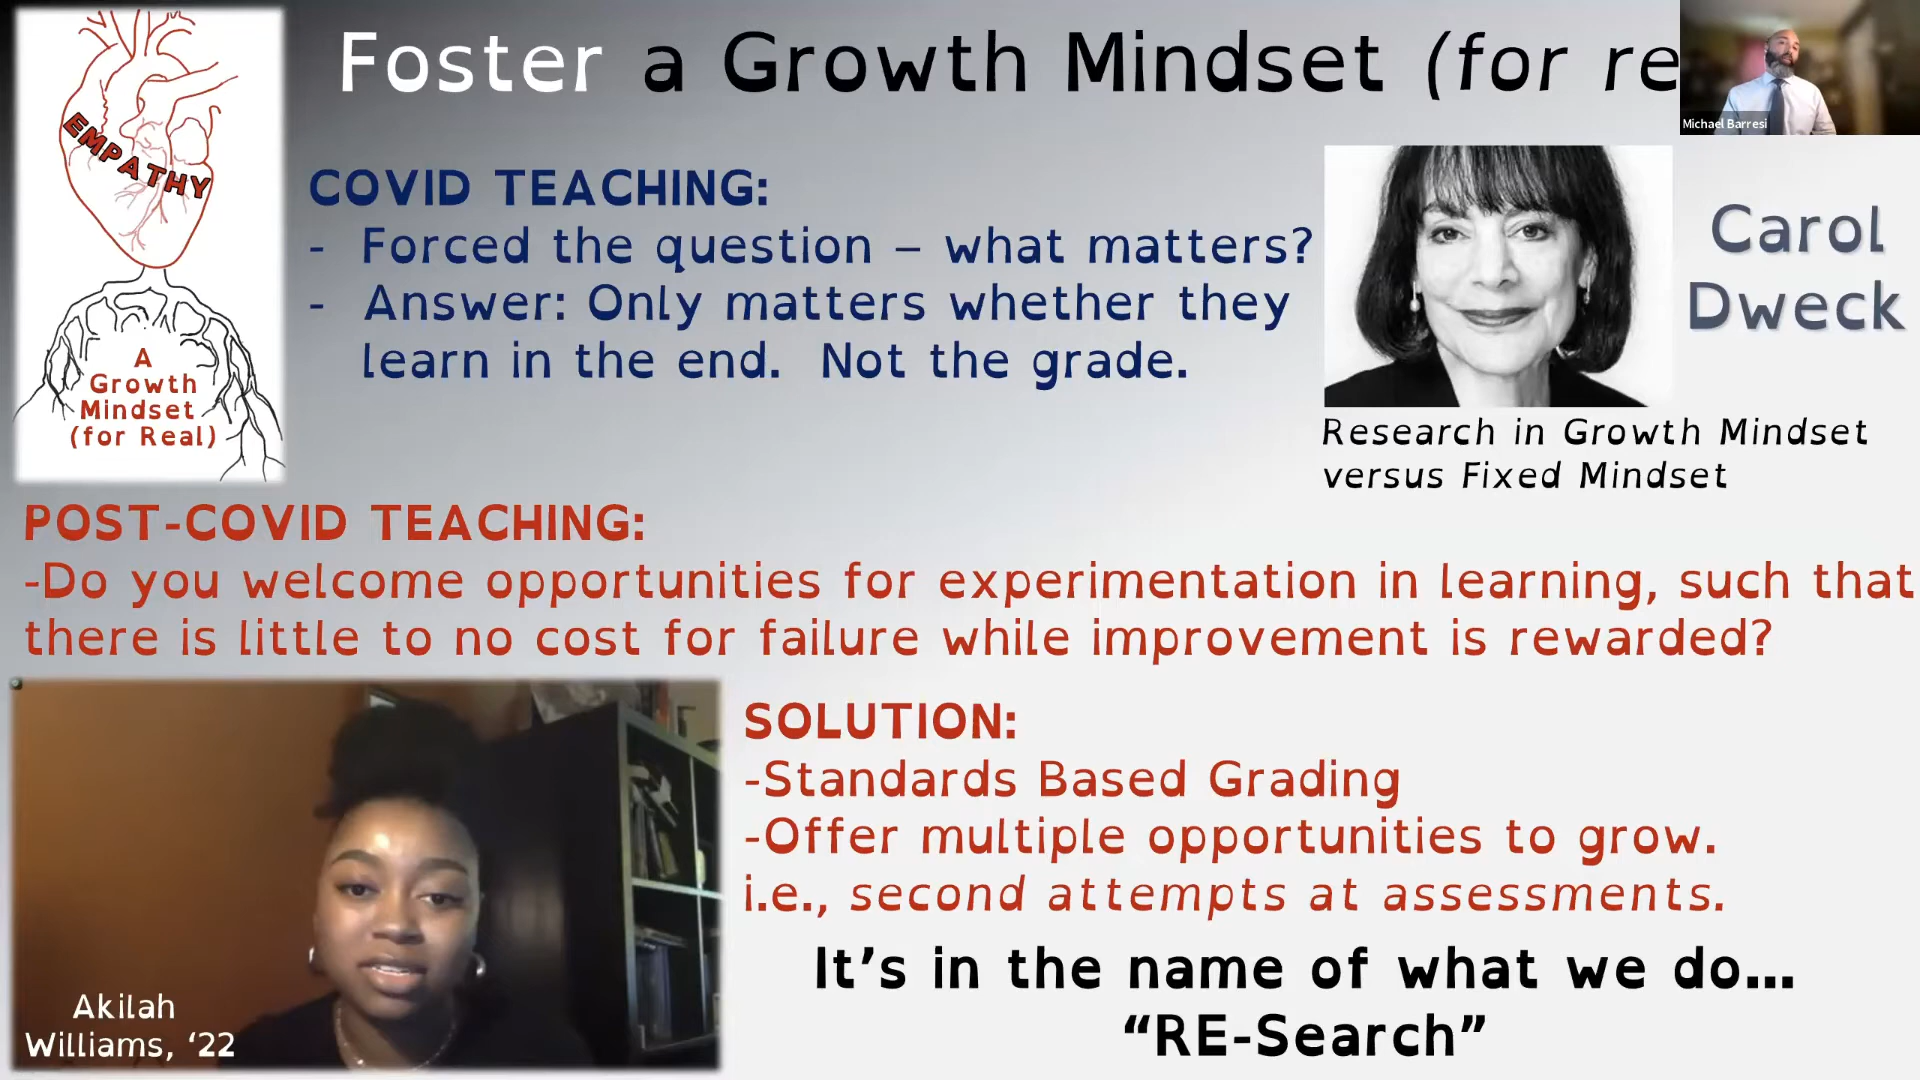 Foster a Growth Mindset (for re
Michael Barresi
EMPATHY
A
Growth
Mindset
(for Real)
COVID TEACHING:
- Forced the question – what matters?
- Answer: Only matters whether they
learn in the end. Not the grade.
Carol
Dweck
Research in Growth Mindset
versus Fixed Mindset
POST-COVID TEACHING:
-Do you welcome opportunities for experimentation in learning, such that
there is little to no cost for failure while improvement is rewarded?
Akilah
Williams, ‘22
SOLUTION:
-Standards Based Grading
-Offer multiple opportunities to grow.
i.e., second attempts at assessments.
It’s in the name of what we do...
“RE-Search”